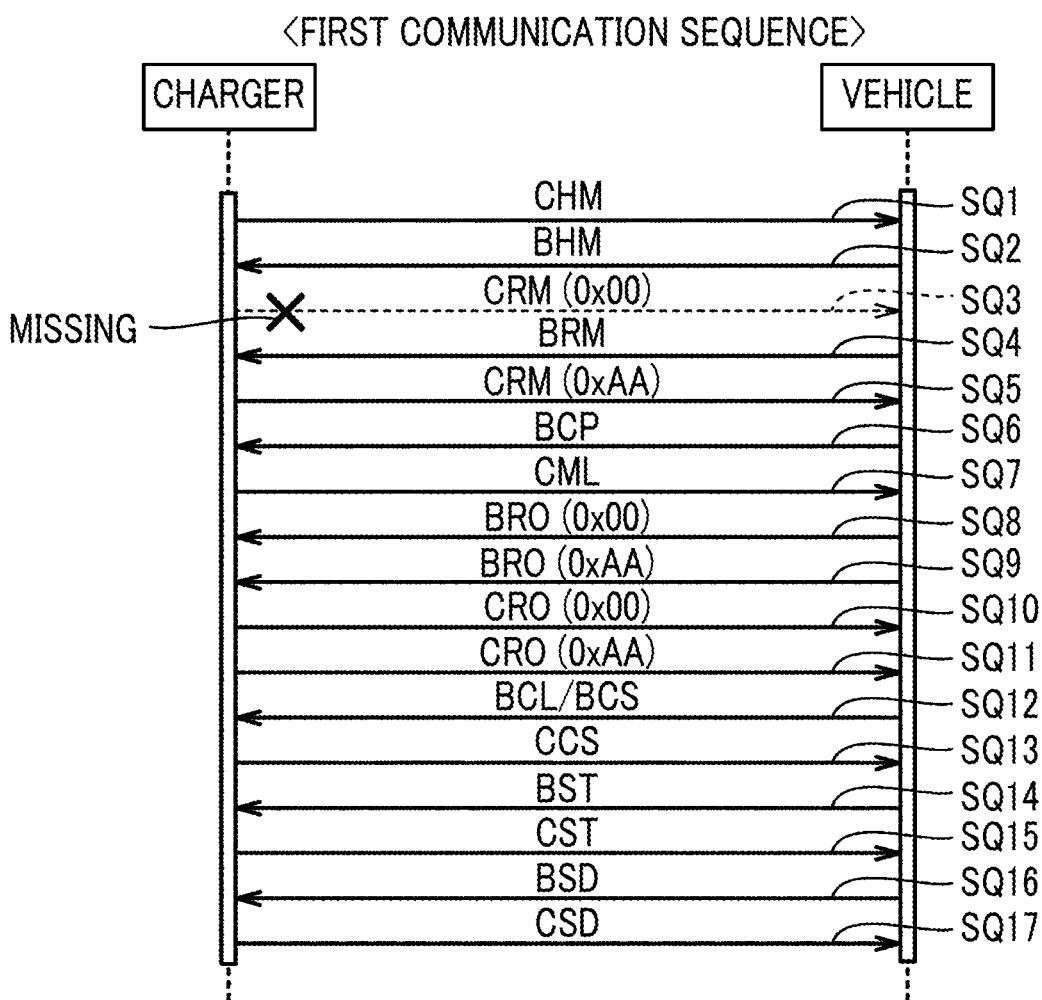 <FIRST COMMUNICATION SEQUENCE>
CHARGER VEHICLE
CHM SQ1
BHM SQ2
CRM (0x00) SQ3
MISSING
BRM SQ4
CRM (0xAA) SQ5
BCP SQ6
CML SQ7
BRO (0x00) SQ8
BRO (0xAA) SQ9
CRO (0x00) SQ10
CRO (0xAA) SQ11
BCL/BCS SQ12
CCS SQ13
BST SQ14
CST SQ15
BSD SQ16
CSD SQ17